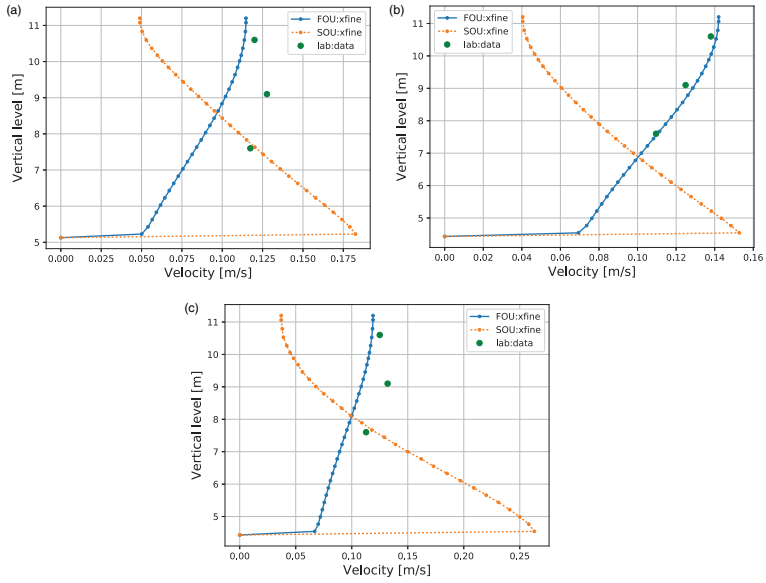 (a)
FOU:xfine
SOU:xfine
lab:data
11
10
9
8
7
6
5
Vertical level [m]
0.000 0.025 0.050 0.075 0.100 0.125 0.150 0.175
Velocity [m/s]
(b)
FOU:xfine
SOU:xfine
lab:data
11
10
9
8
7
6
5
Vertical level [m]
0.00 0.02 0.04 0.06 0.08 0.10 0.12 0.14 0.16
Velocity [m/s]
(c)
FOU:xfine
SOU:xfine
lab:data
11
10
9
8
7
6
5
Vertical level [m]
0.00 0.05 0.10 0.15 0.20 0.25
Velocity [m/s]